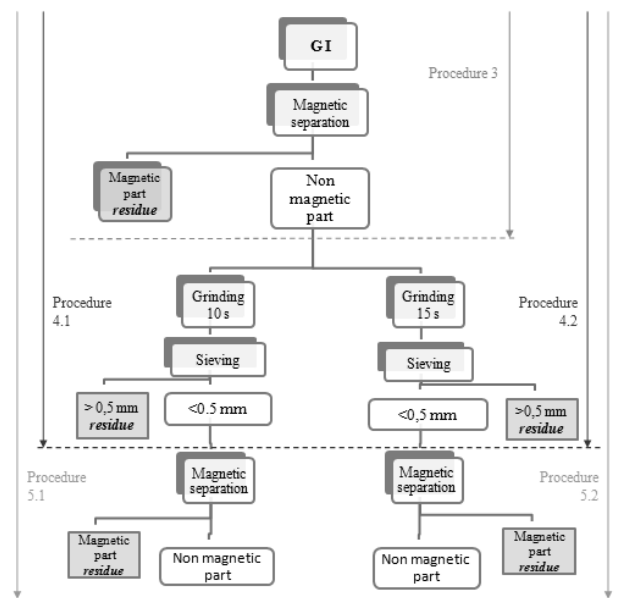 GI
Procedure 3
Magnetic
separation
Magnetic
part
residue
Non
magnetic
part
Procedure
4.1
Grinding
10 s
Grinding
15 s
Procedure
4.2
Sieving
Sieving
> 0,5 mm
residue
<0.5 mm
<0,5 mm
>0,5 mm
residue
Procedure
5.1
Magnetic
separation
Magnetic
separation
Procedure
5.2
Magnetic
part
residue
Non magnetic
part
Non magnetic
part
Magnetic
part
residue